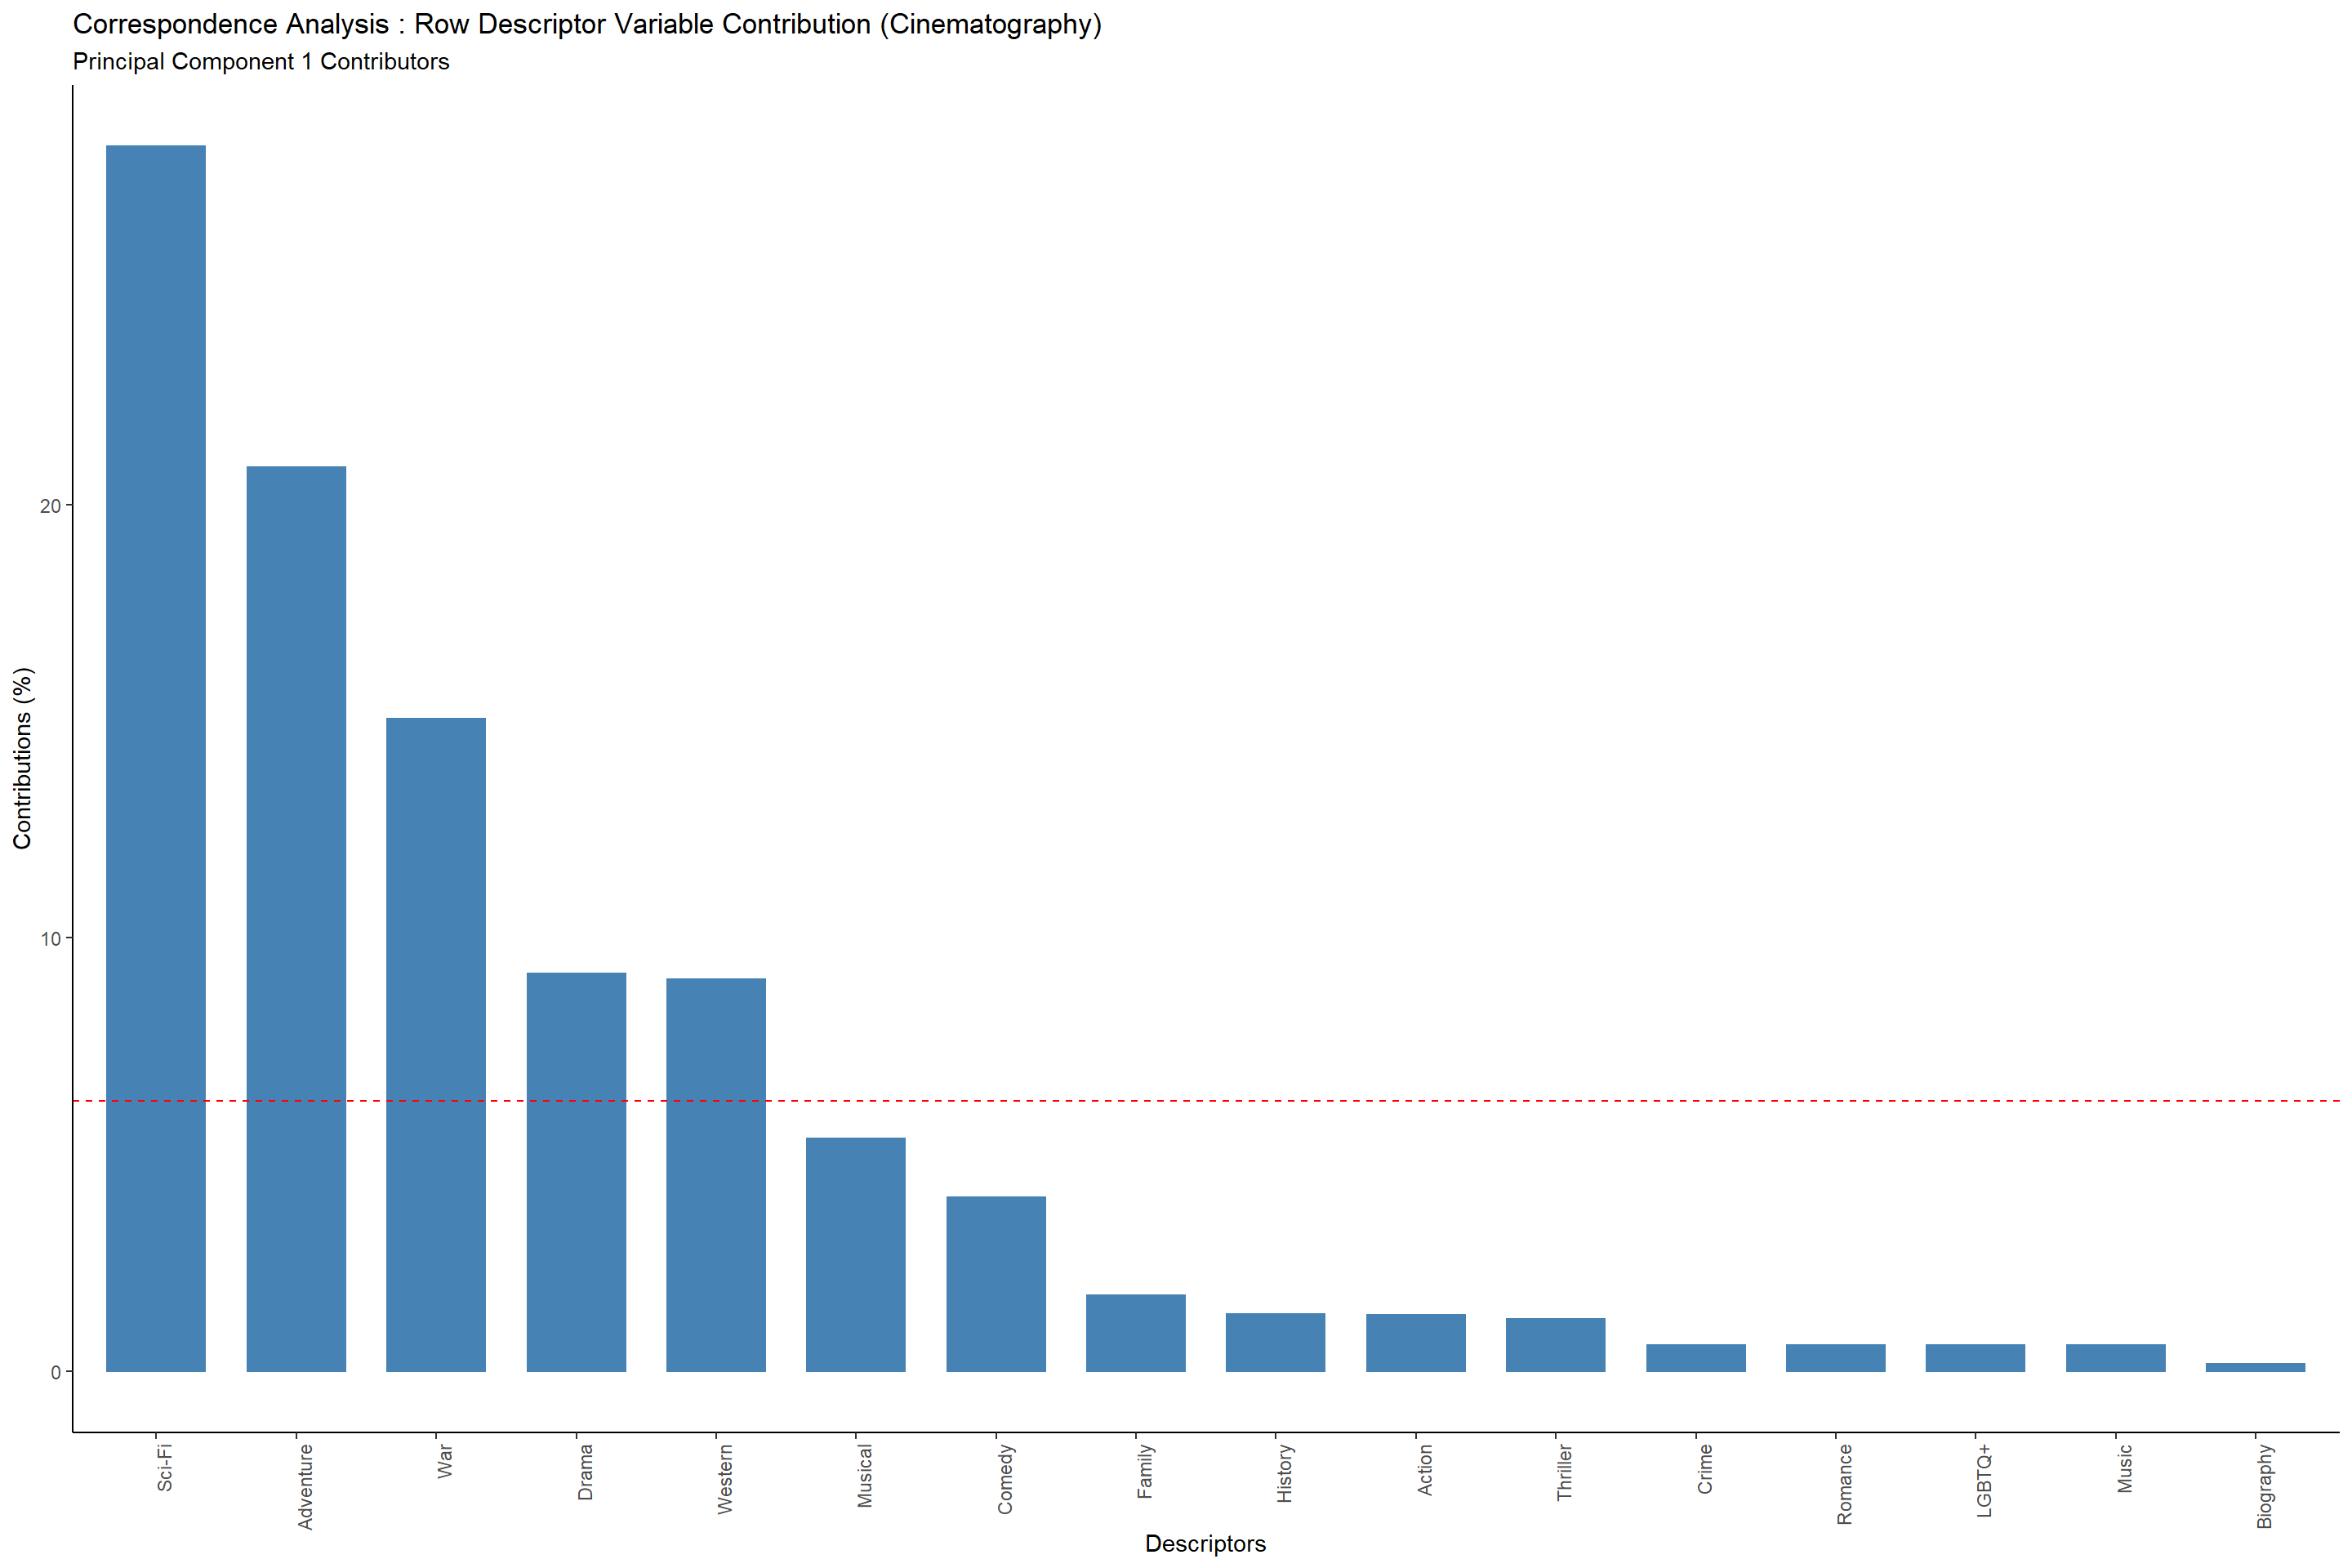 Correspondence Analysis : Row Descriptor Variable Contribution (Cinematography)
Principal Component 1 Contributors
Contributions (%)
20
10
0
Sci-Fi
Adventure
War
Drama
Western
Musical
Comedy
Family
History
Action
Thriller
Crime
Romance
LGBTQ+
Music
Biography
Descriptors